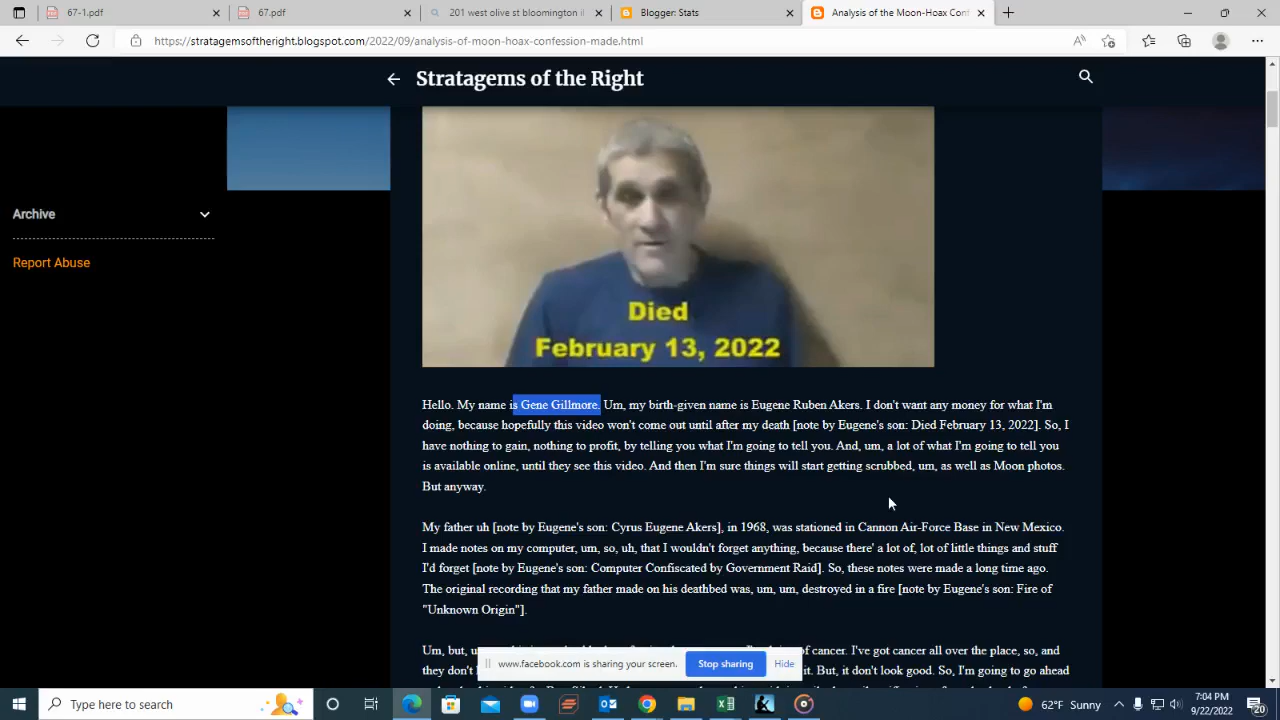 67-1.pdf
67.pdf
201 west olive st bloomington il
Blogger: Stats
Analysis of the Moon-Hoax Conf
https://stratagemsoftheright.blogspot.com/2022/09/analysis-of-moon-hoax-confession-made.html
Stratagems of the Right
Archive
Report Abuse
Died
February 13, 2022
Hello. My name is Gene Gillmore. Um, my birth-given name is Eugene Ruben Akers. I don't want any money for what I'm
doing, because hopefully this video won't come out until after my death [note by Eugene's son: Died February 13, 2022]. So, I
have nothing to gain, nothing to profit, by telling you what I'm going to tell you. And, um, a lot of what I'm going to tell you
is available online, until they see this video. And then I'm sure things will start getting scrubbed, um, as well as Moon photos.
But anyway.
My father uh [note by Eugene's son: Cyrus Eugene Akers], in 1968, was stationed in Cannon Air-Force Base in New Mexico.
I made notes on my computer, um, so, uh, that I wouldn't forget anything, because there' a lot of, lot of little things and stuff
I'd forget [note by Eugene's son: Computer Confiscated by Government Raid]. So, these notes were made a long time ago.
The original recording that my father made on his deathbed was, um, um, destroyed in a fire [note by Eugene's son: Fire of
"Unknown Origin"].
Um, but, of cancer. I've got cancer all over the place, so, and
they don't it. But, it don't look good. So, I'm going to go ahead
www.facebook.com is sharing your screen.
Stop sharing
Hide
Type here to search
62°F Sunny
7:04 PM
9/22/2022
20